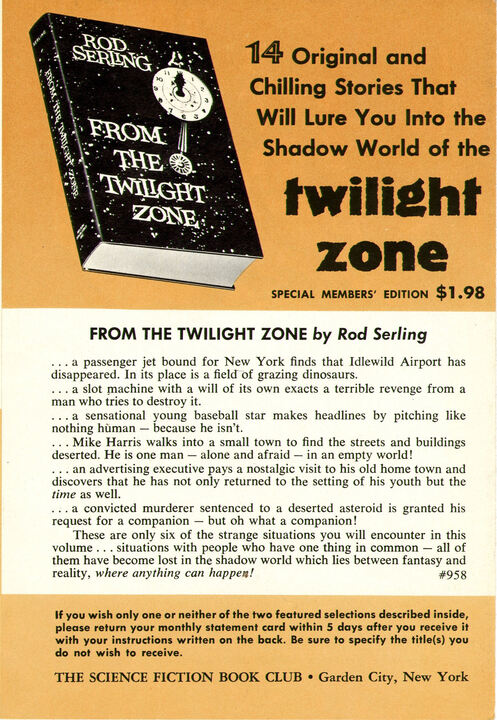 ROD
SERLING
FROM
THE
TWILIGHT
ZONE
FROM THE TWILIGHT ZONE
14 Original and
Chilling Stories That
Will Lure You Into the
Shadow World of the
twilight
zone
SPECIAL MEMBERS' EDITION $1.98
FROM THE TWILIGHT ZONE by Rod Serling
. . . a passenger jet bound for New York finds that Idlewild Airport has
disappeared. In its place is a field of grazing dinosaurs.
. . . a slot machine with a will of its own exacts a terrible revenge from a
man who tries to destroy it.
. . . a sensational young baseball star makes headlines by pitching like
nothing human — because he isn't.
. . . Mike Harris walks into a small town to find the streets and buildings
deserted. He is one man — alone and afraid — in an empty world!
. . . an advertising executive pays a nostalgic visit to his old home town and
discovers that he has not only returned to the setting of his youth but the
time as well.
. . . a convicted murderer sentenced to a deserted asteroid is granted his
request for a companion — but oh what a companion!
These are only six of the strange situations you will encounter in this
volume . . . situations with people who have one thing in common — all of
them have become lost in the shadow world which lies between fantasy and
reality, where anything can happen! #958
If you wish only one or neither of the two featured selections described inside,
please return your monthly statement card within 5 days after you receive it
with your instructions written on the back. Be sure to specify the title(s) you
do not wish to receive.
THE SCIENCE FICTION BOOK CLUB • Garden City, New York